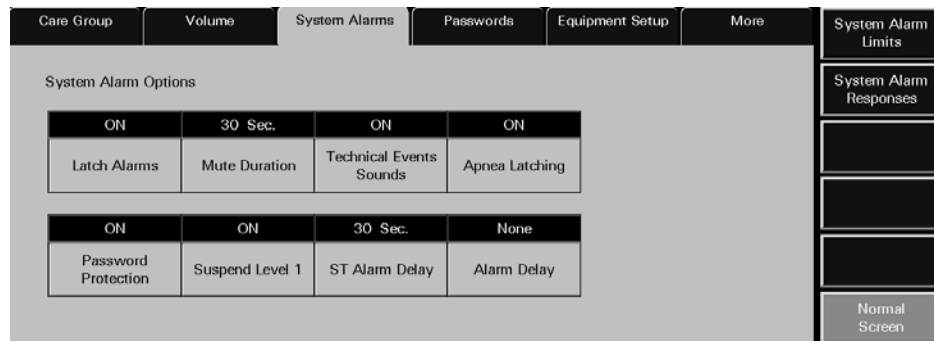 Care Group Volume System Alarms Passwords Equipment Setup More
System Alarm
Limits
System Alarm
Responses
System Alarm Options
ON 30 Sec. ON ON
Latch Alarms Mute Duration Technical Events
Sounds Apnea Latching
ON ON 30 Sec. None
Password
Protection Suspend Level 1 ST Alarm Delay Alarm Delay
Normal
Screen